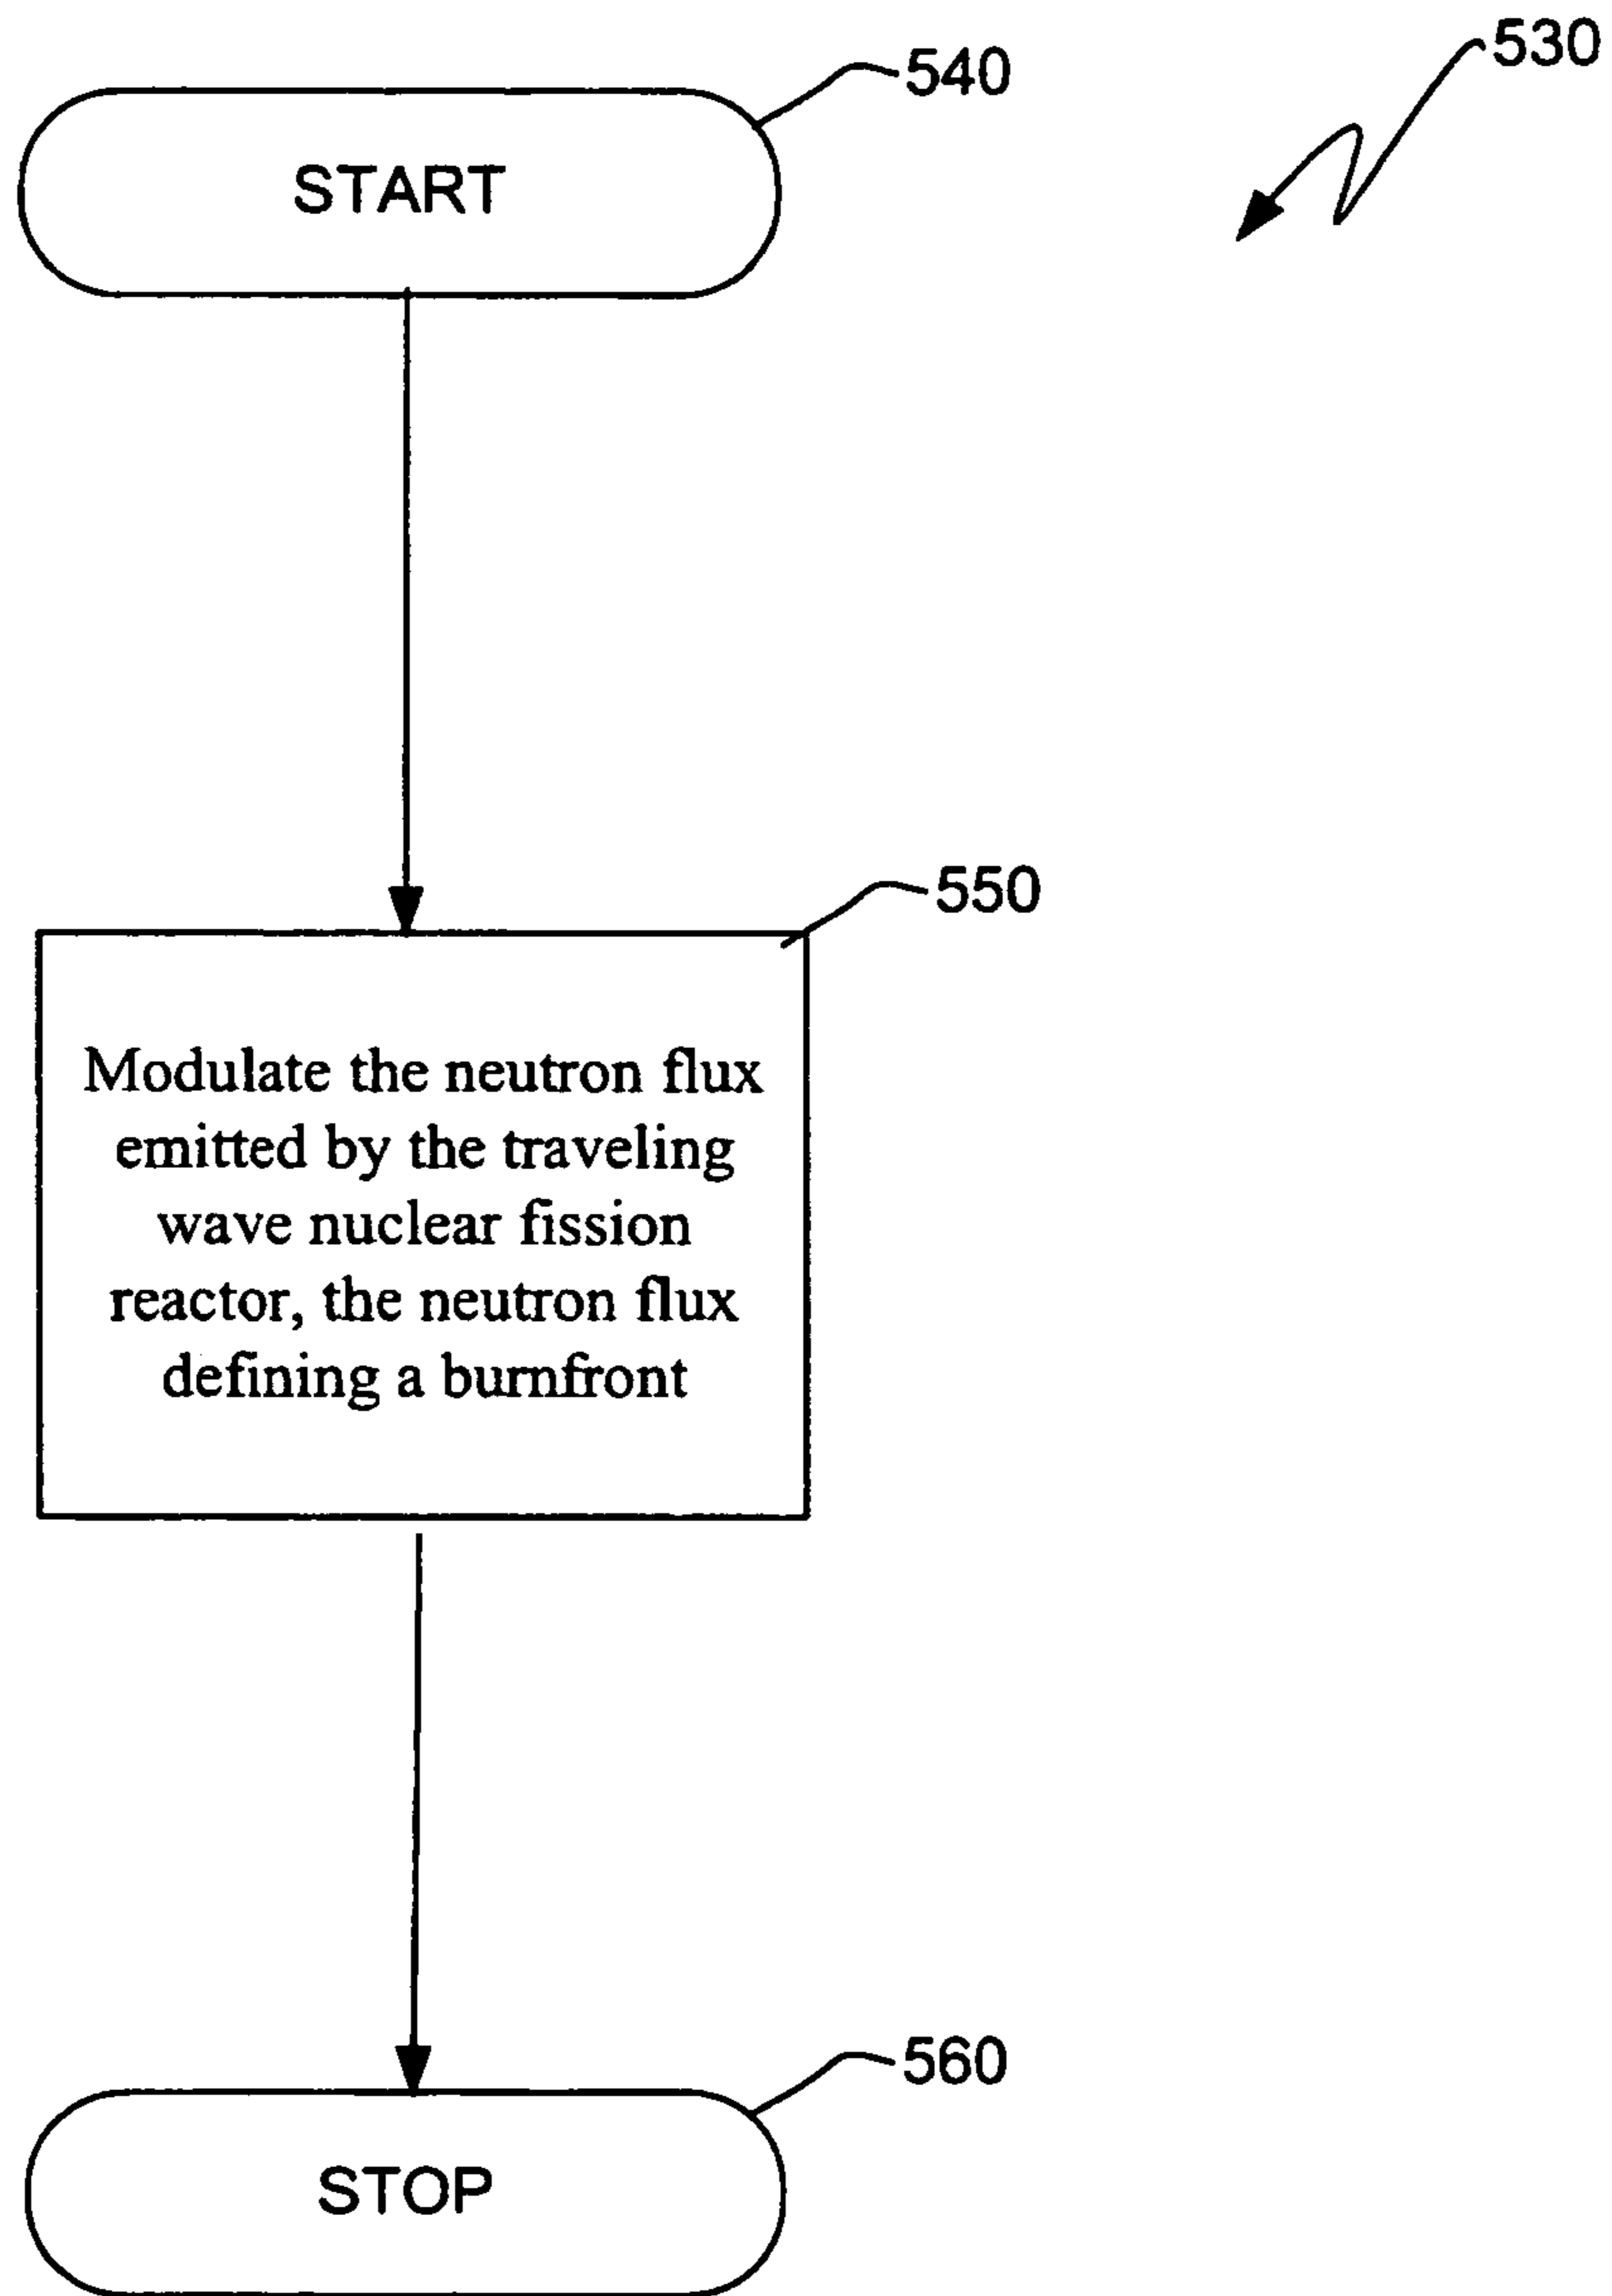 530
540
START
550
Modulate the neutron flux
emitted by the traveling
wave nuclear fission
reactor, the neutron flux
defining a burnfront
560
STOP